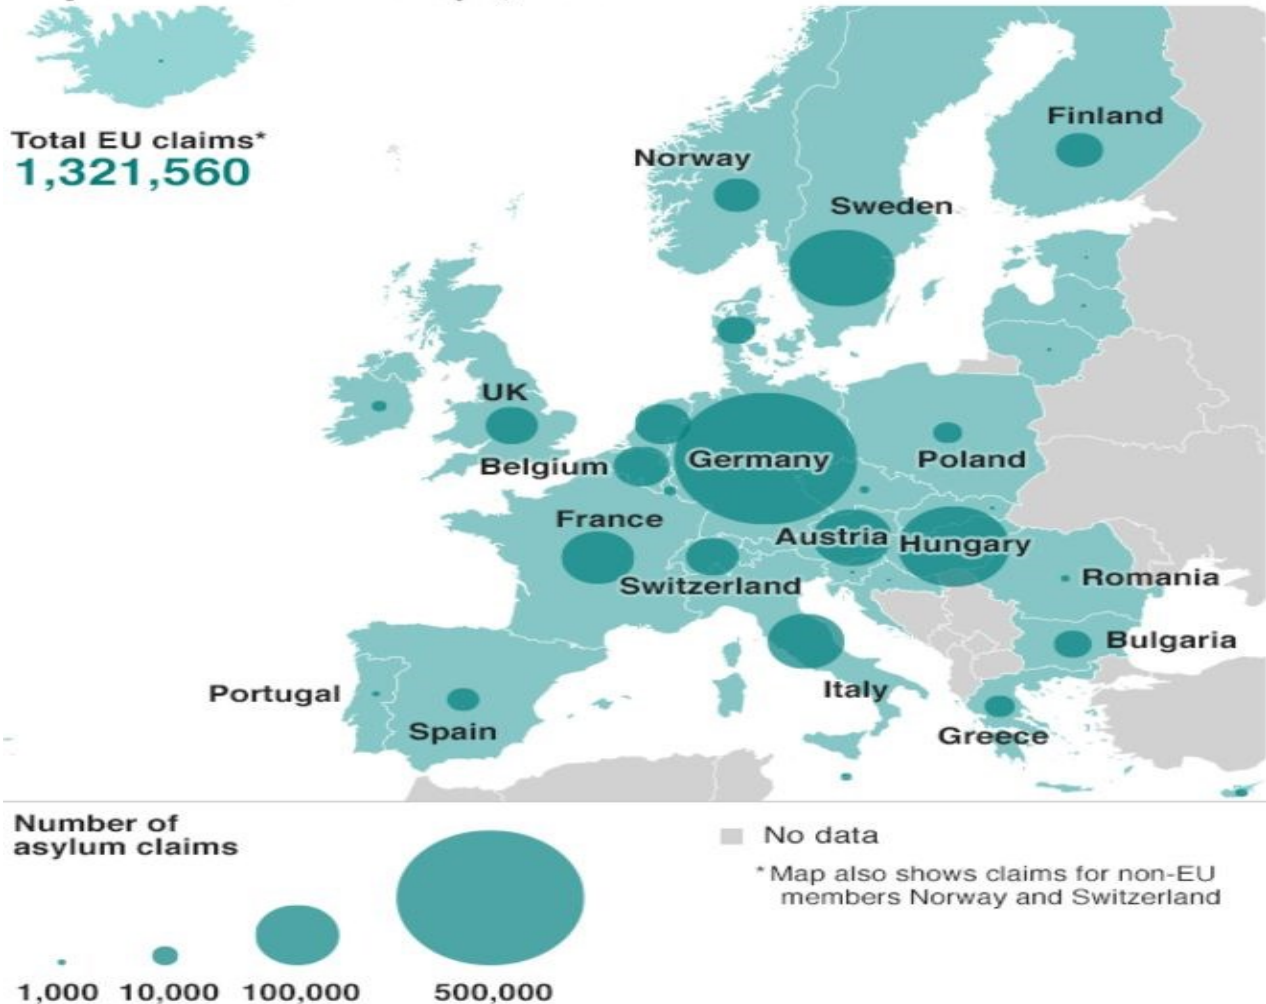 Total EU claims*
1,321,560
Finland
Norway
Sweden
UK
Belgium
Germany
Poland
France
Austria
Hungary
Switzerland
Romania
Bulgaria
Portugal
Italy
Spain
Greece
Number of
asylum claims
1,000
10,000
100,000
500,000
No data
*Map also shows claims for non-EU
members Norway and Switzerland